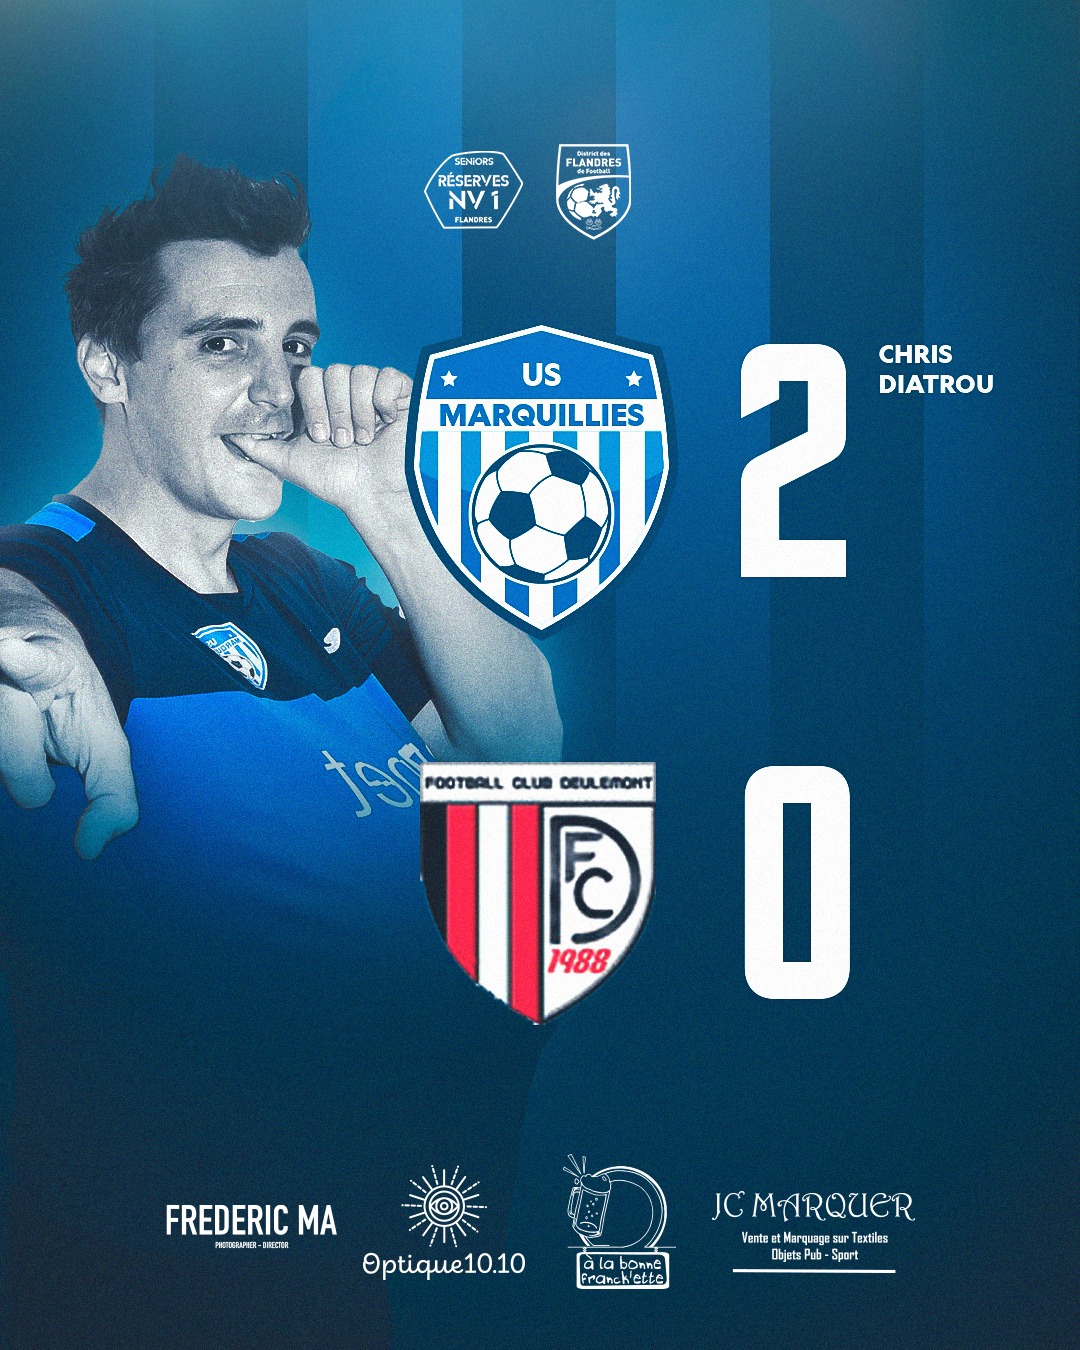 SENIORS
RÉSERVES
NV 1
FLANDRES
District des
FLANDRES
de Football
US
MARQUILLIES
2
CHRIS
DIATROU
FOOTBALL CLUB DEULEMONT
FC
1988
0
FREDERIC MA
PHOTOGRAPHER – DIRECTOR
Optique10.10
à la bonne
franck'ette
JC MARQUER
Vente et Marquage sur Textiles
Objets Pub - Sport